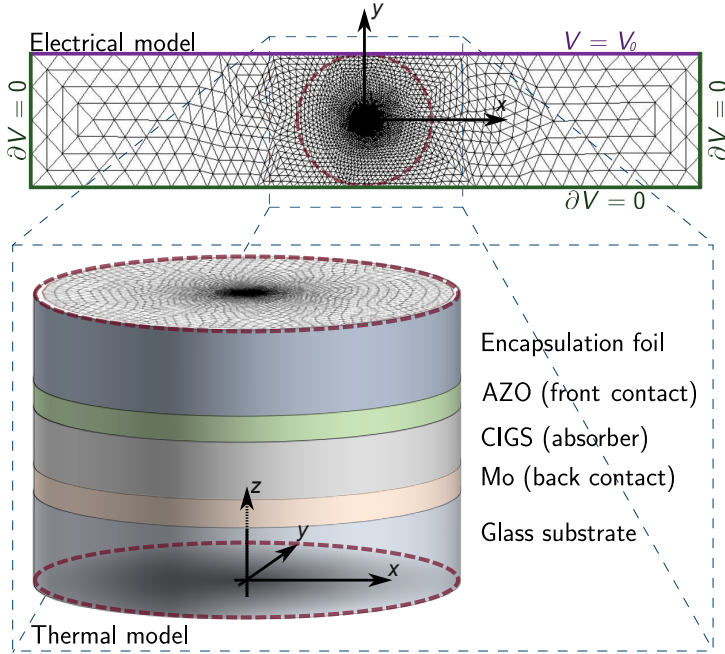 y
Electrical model
V = V₀
x
∂V = 0
∂V = 0
∂V = 0
Encapsulation foil
AZO (front contact)
CIGS (absorber)
Mo (back contact)
z
Glass substrate
y
x
Thermal model